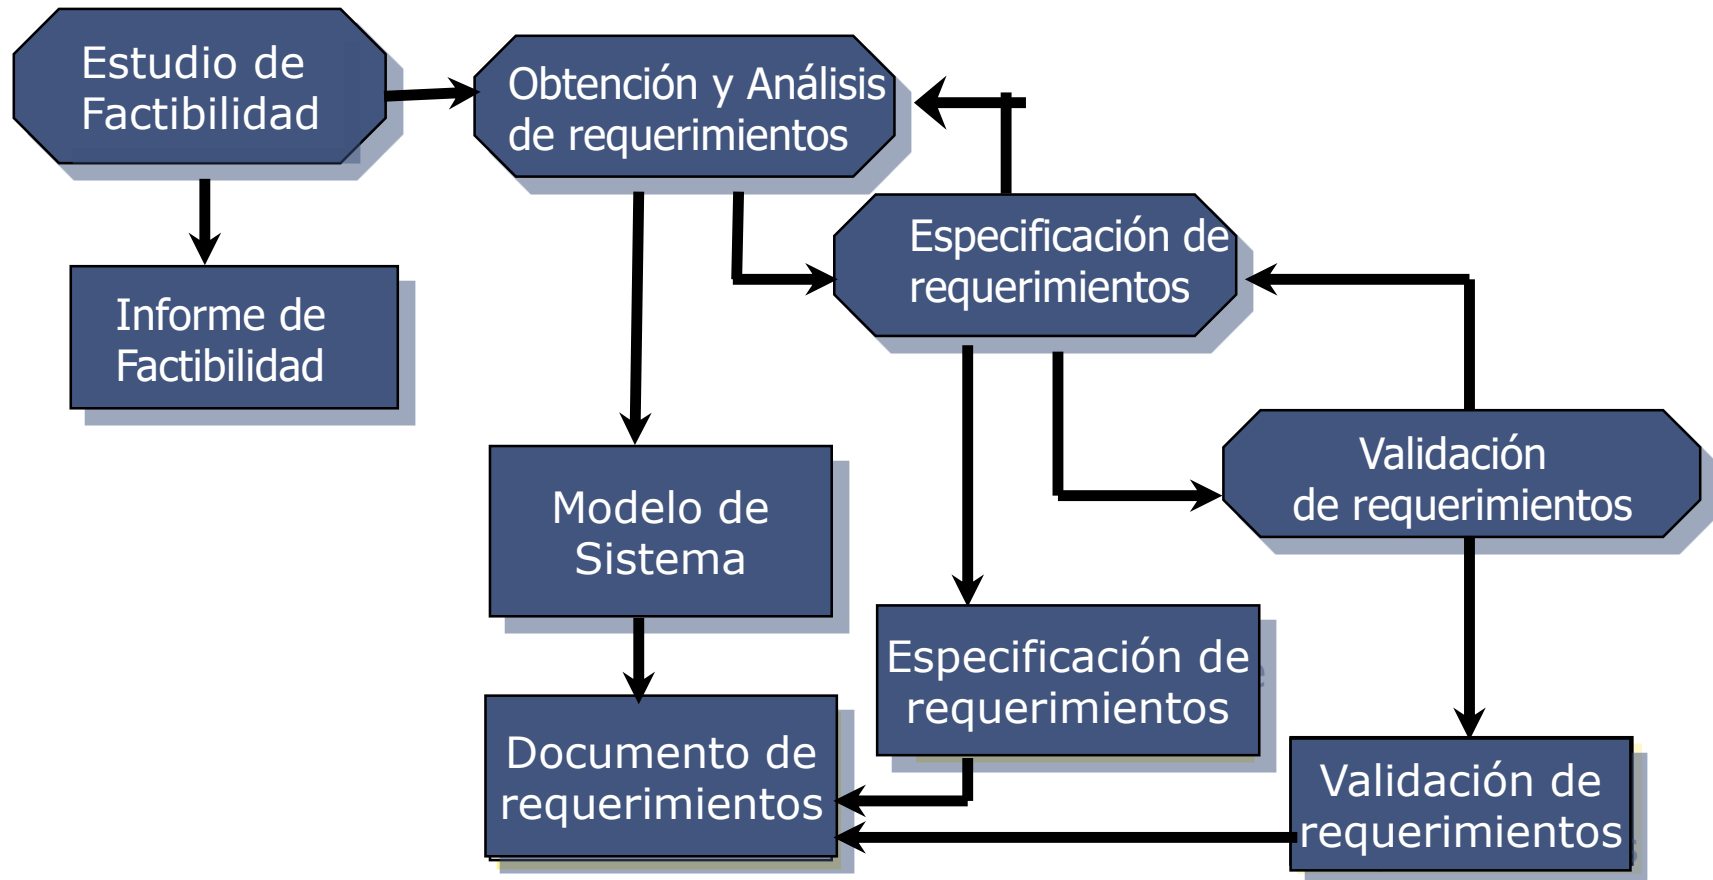 Estudio de
Factibilidad
Obtención y Análisis
de requerimientos
Especificación de
requerimientos
Informe de
Factibilidad
Validación
de requerimientos
Modelo de
Sistema
Especificación de
requerimientos
Documento de
requerimientos
Validación de
requerimientos